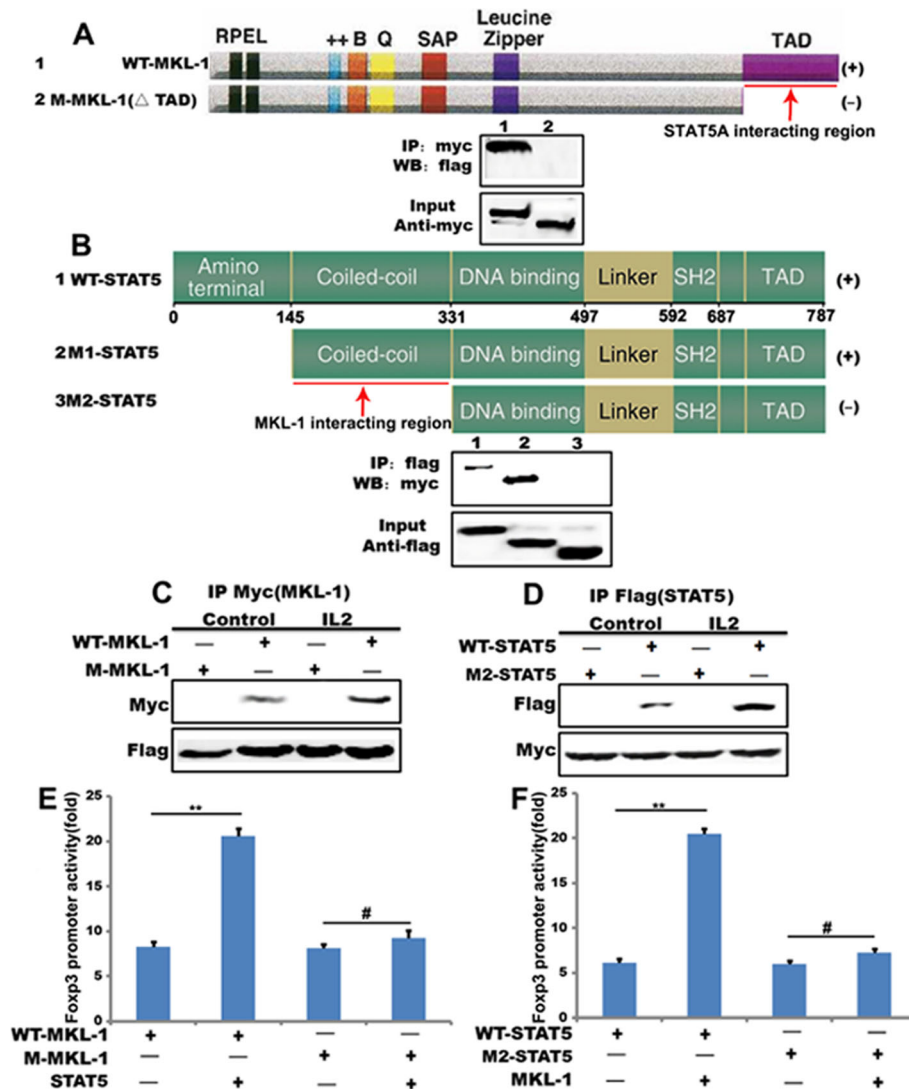 A
RPEL ++ B Q SAP Leucine Zipper TAD
1 WT-MKL-1 (+)
2 M-MKL-1(△ TAD) (−)
STAT5A interacting region
1 2
IP: myc
WB: flag
Input
Anti-myc
B
1 WT-STAT5 Amino terminal Coiled-coil DNA binding Linker SH2 TAD (+)
0 145 331 497 592 687 787
2M1-STAT5 Coiled-coil DNA binding Linker SH2 TAD (+)
3M2-STAT5 DNA binding Linker SH2 TAD (−)
MKL-1 interacting region
1 2 3
IP: flag
WB: myc
Input
Anti-flag
C IP Myc(MKL-1)
Control IL2
WT-MKL-1 — + — +
M-MKL-1 + — + —
Myc
Flag
D IP Flag(STAT5)
Control IL2
WT-STAT5 — + — +
M2-STAT5 + — + —
Flag
Myc
E
Foxp3 promoter activity(fold)
25
20
15
10
5
0
** #
WT-MKL-1 + + — —
M-MKL-1 — — + +
STAT5 — + — +
F
Foxp3 promoter activity(fold)
25
20
15
10
5
0
** #
WT-STAT5 + + — —
M2-STAT5 — — + +
MKL-1 — + — +